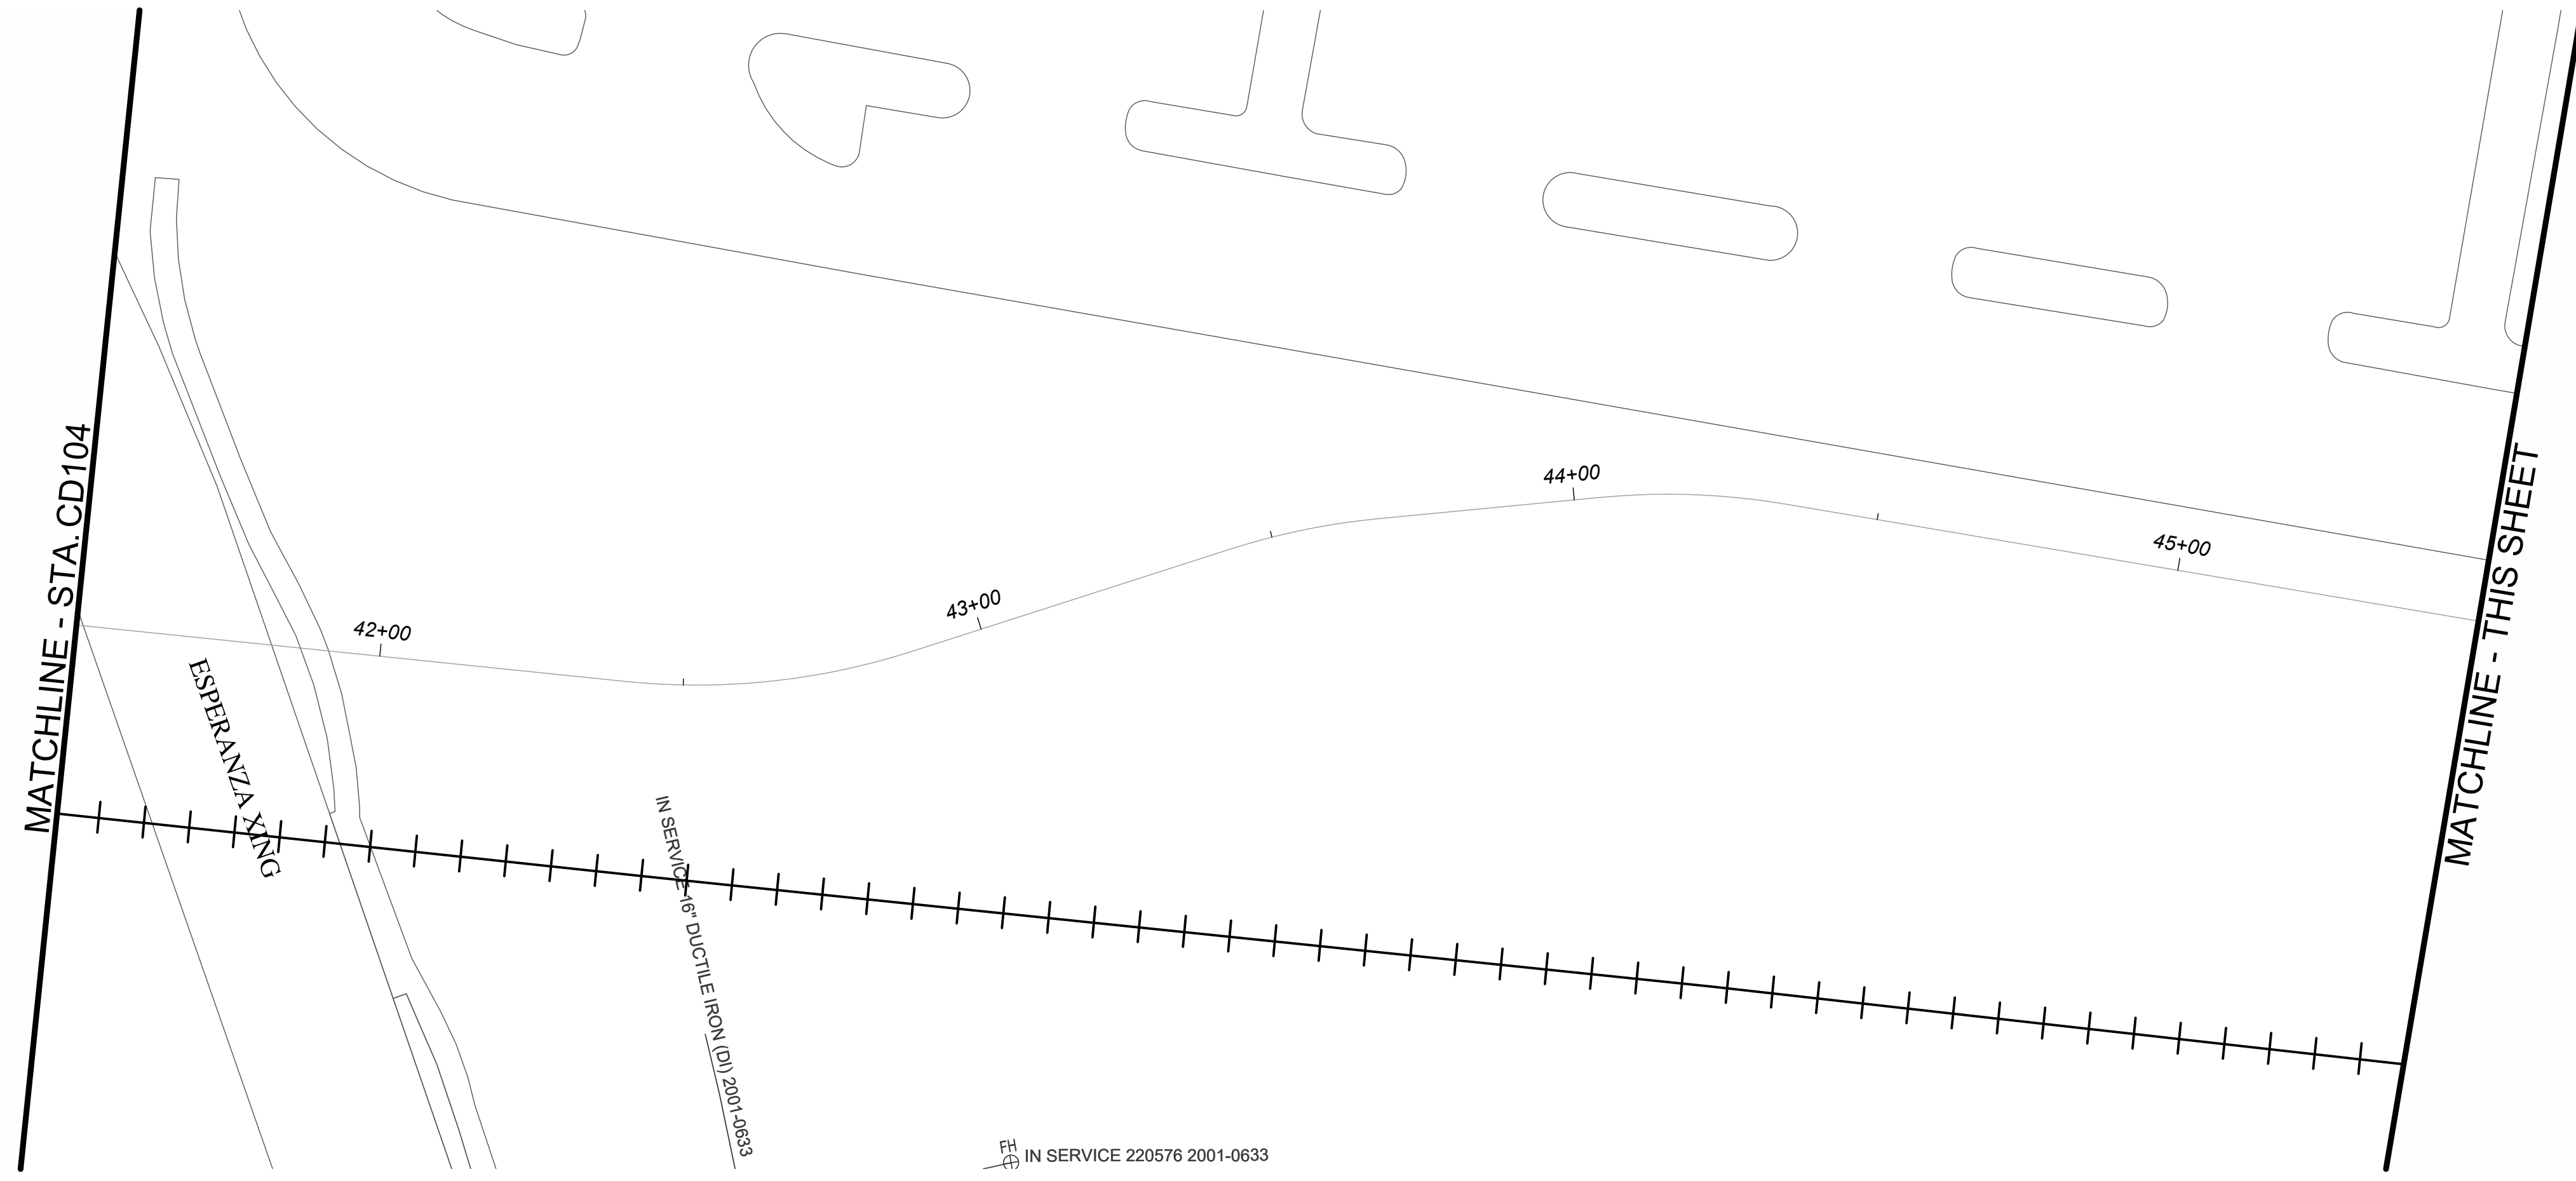 MATCHLINE - STA. CD104
44+00
MATCHLINE - THIS SHEET
45+00
43+00
42+00
ESPERANZA XING
IN SERVICE 16" DUCTILE IRON (DI) 2001-0633
FH
IN SERVICE 220576 2001-0633